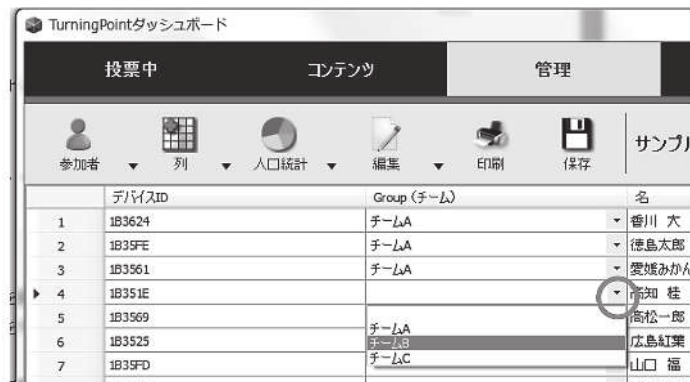 TurningPointダッシュボード
投票中 コンテンツ 管理
参加者 列 人口統計 編集 印刷 保存 サンプル
デバイスID Group (チーム) 名
1 1B3624 チームA 香川 大
2 1B35FE チームA 徳島太郎
3 1B3561 チームA 愛媛みかん
4 1B351E 高知 桂
5 1B3569 高松一郎
チームA
6 1B3525 チームB 広島紅葉
7 1B35FD チームC 山口 福